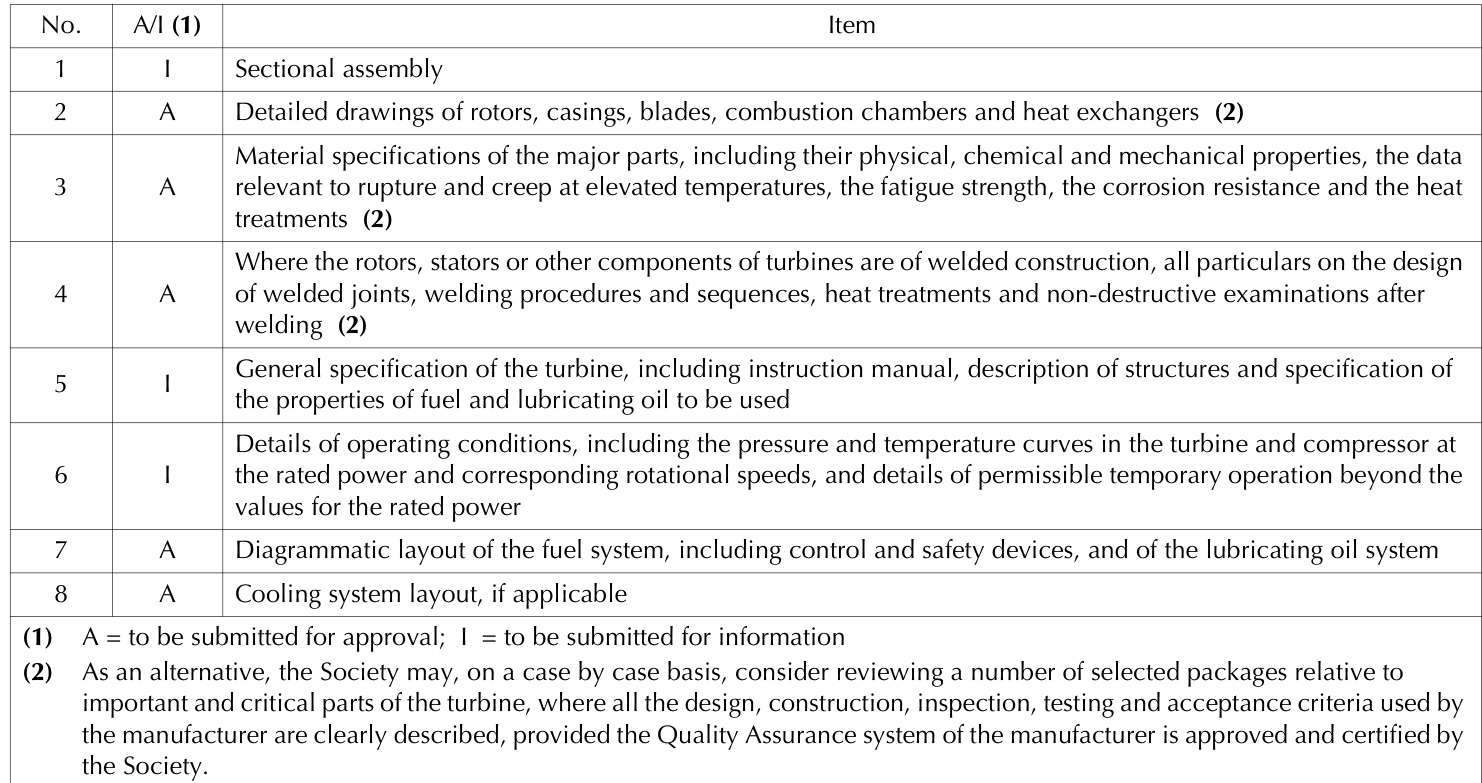 No. A/I (1) Item
1 I Sectional assembly
2 A Detailed drawings of rotors, casings, blades, combustion chambers and heat exchangers (2)
Material specifications of the major parts, including their physical, chemical and mechanical properties, the data
3 A relevant to rupture and creep at elevated temperatures, the fatigue strength, the corrosion resistance and the heat
treatments (2)
Where the rotors, stators or other components of turbines are of welded construction, all particulars on the design
4 A of welded joints, welding procedures and sequences, heat treatments and non-destructive examinations after
welding (2)
5 I General specification of the turbine, including instruction manual, description of structures and specification of
the properties of fuel and lubricating oil to be used
Details of operating conditions, including the pressure and temperature curves in the turbine and compressor at
6 I the rated power and corresponding rotational speeds, and details of permissible temporary operation beyond the
values for the rated power
7 A Diagrammatic layout of the fuel system, including control and safety devices, and of the lubricating oil system
8 A Cooling system layout, if applicable
(1) A = to be submitted for approval; I = to be submitted for information
(2) As an alternative, the Society may, on a case by case basis, consider reviewing a number of selected packages relative to
important and critical parts of the turbine, where all the design, construction, inspection, testing and acceptance criteria used by
the manufacturer are clearly described, provided the Quality Assurance system of the manufacturer is approved and certified by
the Society.